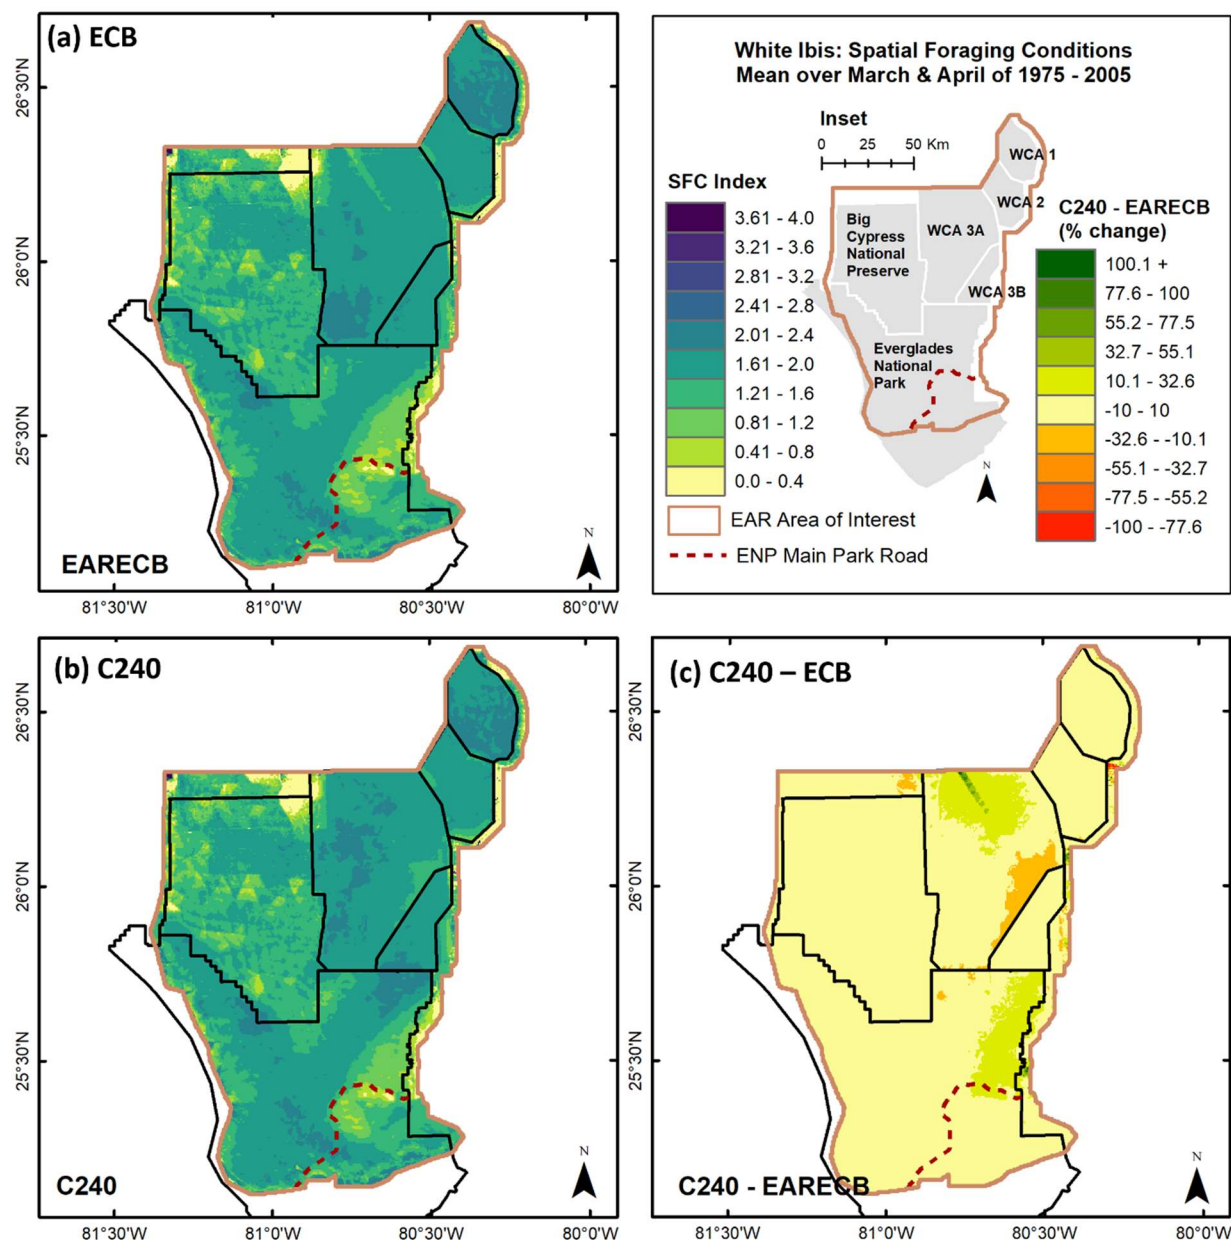 (a) ECB
26°30'N
26°0'N
25°30'N
EARECB
N
81°30'W 81°0'W 80°30'W 80°0'W
White Ibis: Spatial Foraging Conditions
Mean over March & April of 1975 - 2005
Inset
0 25 50 Km
SFC Index
3.61 - 4.0
3.21 - 3.6
2.81 - 3.2
2.41 - 2.8
2.01 - 2.4
1.61 - 2.0
1.21 - 1.6
0.81 - 1.2
0.41 - 0.8
0.0 - 0.4
EAR Area of Interest
ENP Main Park Road
WCA 1
WCA 2
WCA 3A
WCA 3B
Big
Cypress
National
Preserve
Everglades
National
Park
N
C240 - EARECB
(% change)
100.1 +
77.6 - 100
55.2 - 77.5
32.7 - 55.1
10.1 - 32.6
-10 - 10
-32.6 - -10.1
-55.1 - -32.7
-77.5 - -55.2
-100 - -77.6
(b) C240
26°30'N
26°0'N
25°30'N
C240
N
81°30'W 81°0'W 80°30'W 80°0'W
(c) C240 – ECB
26°30'N
26°0'N
25°30'N
C240 - EARECB
N
81°30'W 81°0'W 80°30'W 80°0'W